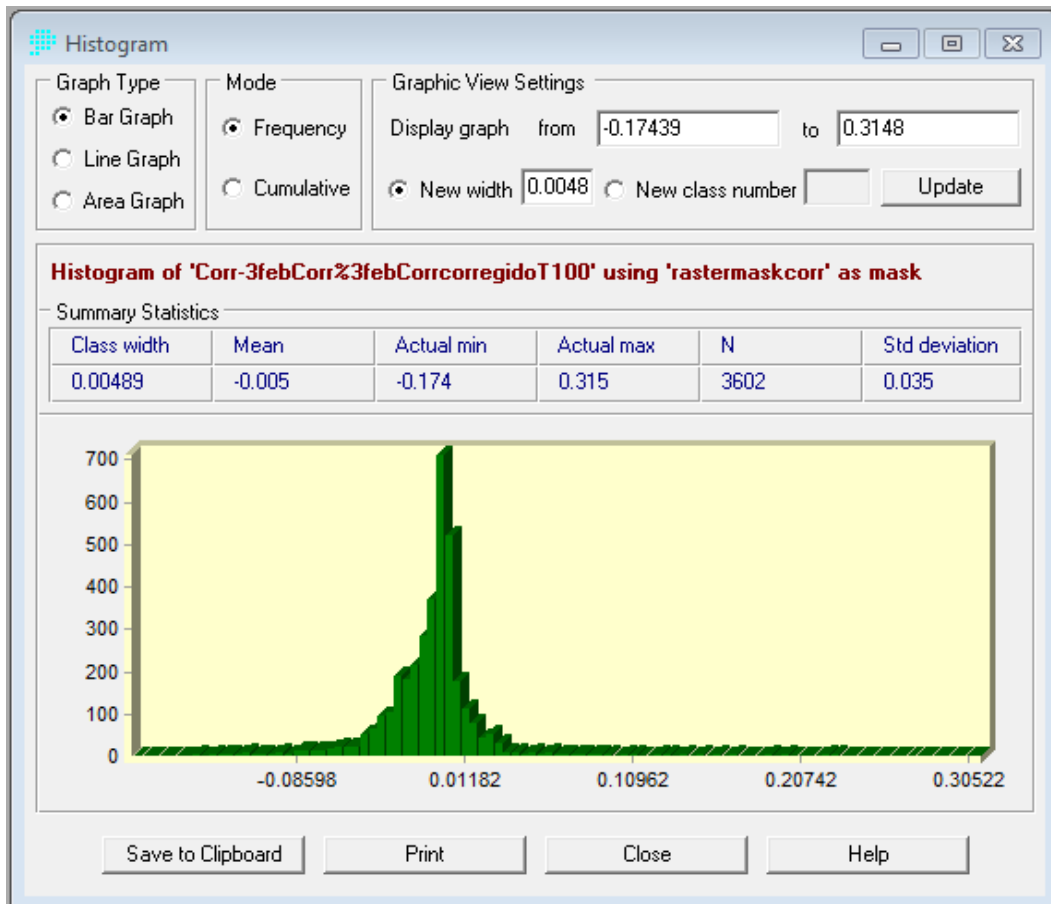 Histogram
Graph Type
Bar Graph
Line Graph
Area Graph
Mode
Frequency
Cumulative
Graphic View Settings
Display graph from -0.17439 to 0.3148
New width 0.0048 New class number Update
Histogram of 'Corr-3febCorr%3febCorrcorregidoT100' using 'rastermaskcorr' as mask
Summary Statistics
Class width Mean Actual min Actual max N Std deviation
0.00489 -0.005 -0.174 0.315 3602 0.035
700
600
500
400
300
200
100
0
-0.08598 0.01182 0.10962 0.20742 0.30522
Save to Clipboard Print Close Help